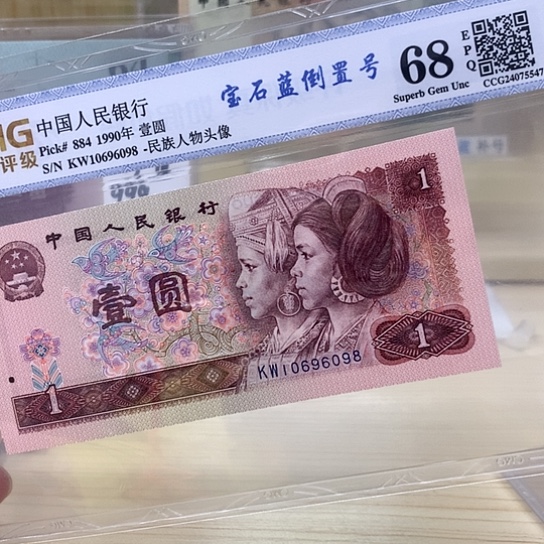 中国人民银行
Pick# 884 1990年 壹圆
评级
S/N KW10696098 -民族人物头像
宝石蓝倒置号
68
EPQ
Superb Gem Unc
CCG24075547
中国人民银行
壹圆
1
1
1
KW10696098